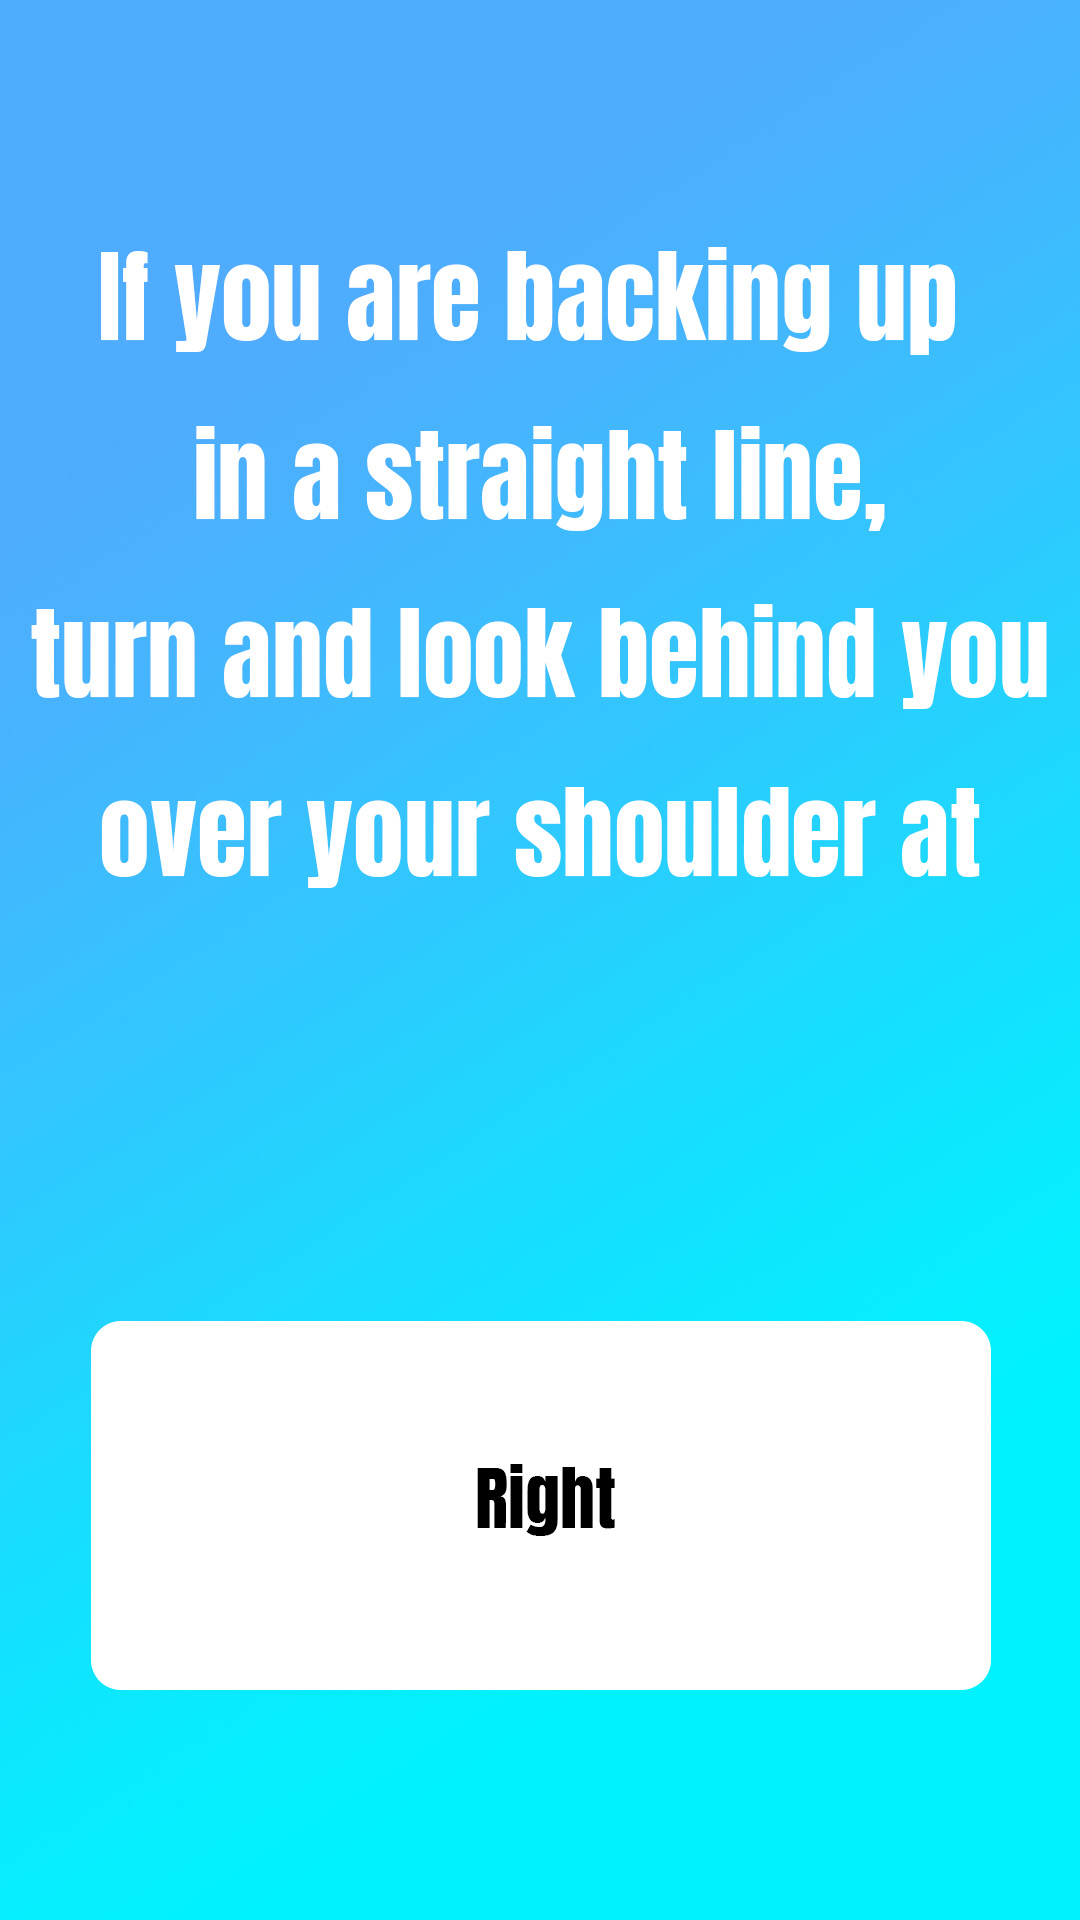 If you are backing up
in a straight line,
turn and look behind you
over your shoulder at
Right